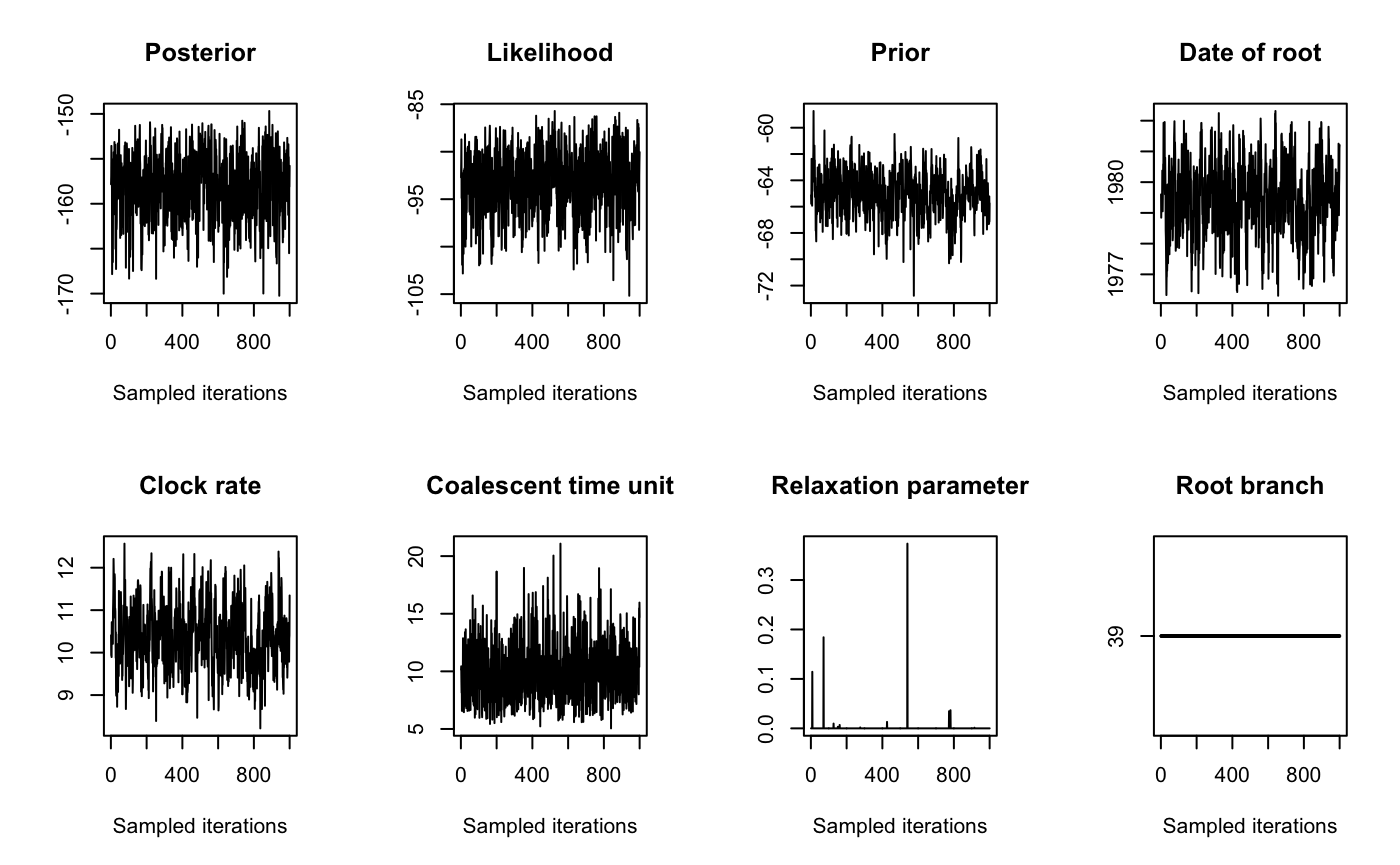 Posterior
Likelihood
Prior
Date of root
-150
-160
-170
0 400 800
Sampled iterations
-85
-95
-105
0 400 800
Sampled iterations
-60
-64
-68
-72
0 400 800
Sampled iterations
1980
1977
0 400 800
Sampled iterations
Clock rate
Coalescent time unit
Relaxation parameter
Root branch
12
11
10
9
0 400 800
Sampled iterations
20
15
10
5
0 400 800
Sampled iterations
0.3
0.2
0.1
0.0
0 400 800
Sampled iterations
39
0 400 800
Sampled iterations